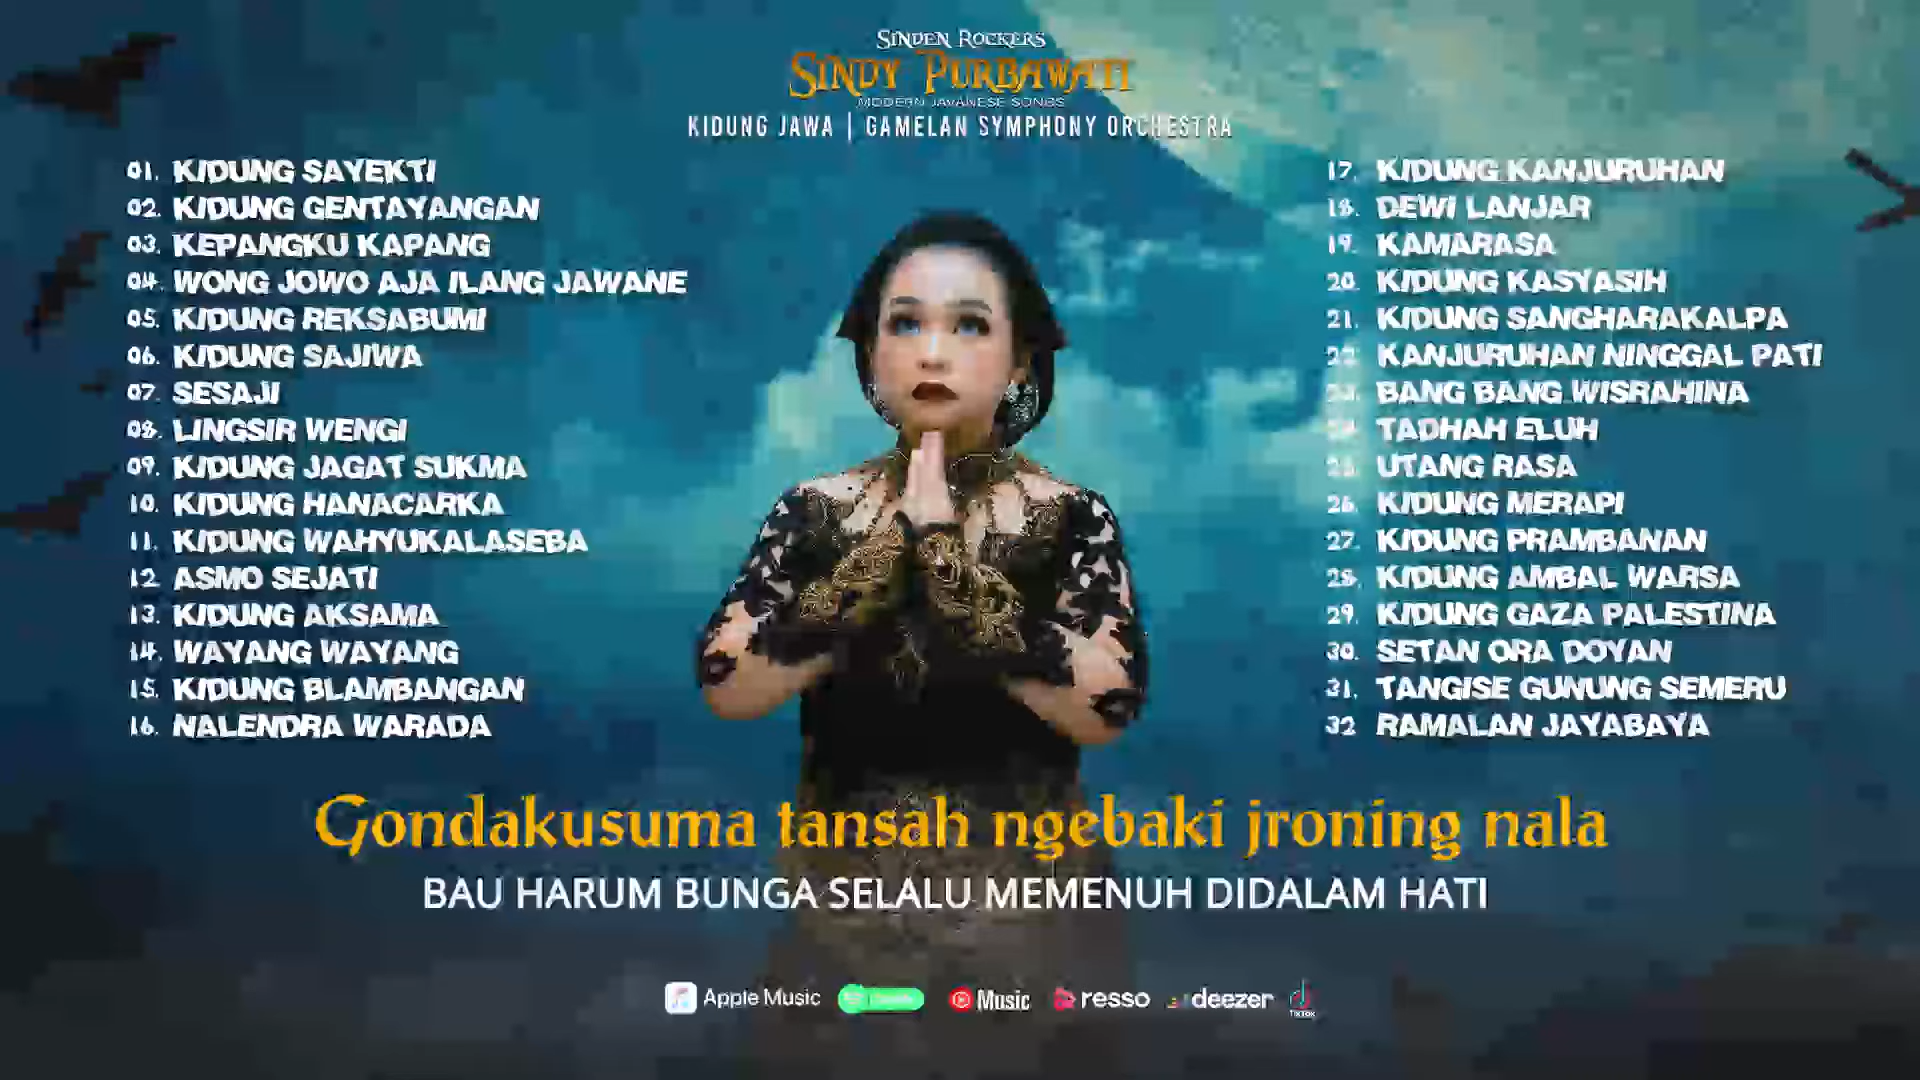 SINDEN ROCKERS
SINDY PURBAWATI
MODERN JAVANESE SONGS
KIDUNG JAWA | GAMELAN SYMPHONY ORCHESTRA
01. KIDUNG SAYEKTI
02. KIDUNG GENTAYANGAN
03. KEPANGKU KAPANG
04. WONG JOWO AJA ILANG JAWANE
05. KIDUNG REKSABUMI
06. KIDUNG SAJIWA
07. SESAJI
08. LINGSIR WENGI
09. KIDUNG JAGAT SUKMA
10. KIDUNG HANACARKA
11. KIDUNG WAHYUKALASEBA
12 ASMO SEJATI
13. KIDUNG AKSAMA
14. WAYANG WAYANG
15. KIDUNG BLAMBANGAN
16. NALENDRA WARADA
17. KIDUNG KANJURUHAN
18. DEWI LANJAR
19. KAMARASA
20. KIDUNG KASYASIH
21. KIDUNG SANGHARAKALPA
22 KANJURUHAN NINGGAL PATI
23. BANG BANG WISRAHINA
24. TADHAH ELUH
25. UTANG RASA
26. KIDUNG MERAPI
27. KIDUNG PRAMBANAN
28. KIDUNG AMBAL WARSA
29. KIDUNG GAZA PALESTINA
30. SETAN ORA DOYAN
31. TANGISE GUNUNG SEMERU
32 RAMALAN JAYABAYA
Gondakusuma tansah ngebaki jroning nala
BAU HARUM BUNGA SELALU MEMENUH DIDALAM HATI
Apple Music Music resso deezer TIKTOK